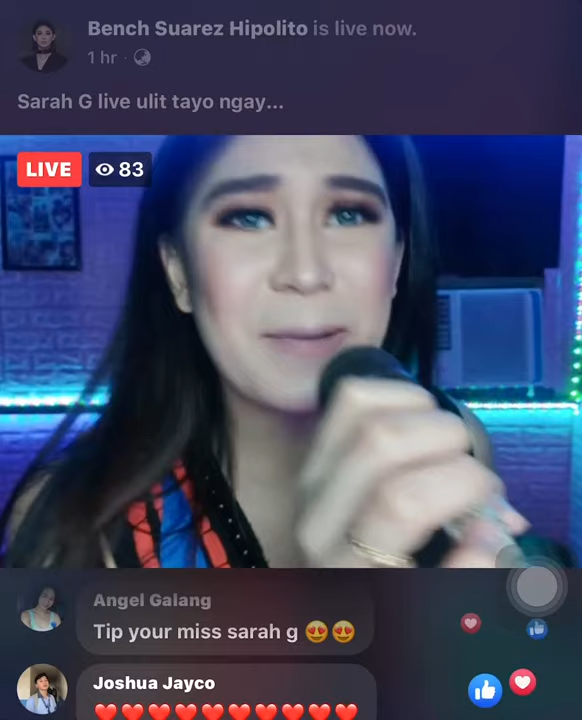 Bench Suarez Hipolito is live now.
1 hr ·
Sarah G live ulit tayo ngay...
LIVE 83
Angel Galang
Tip your miss sarah g 😍😍
Joshua Jayco
❤️❤️❤️❤️❤️❤️❤️❤️❤️❤️